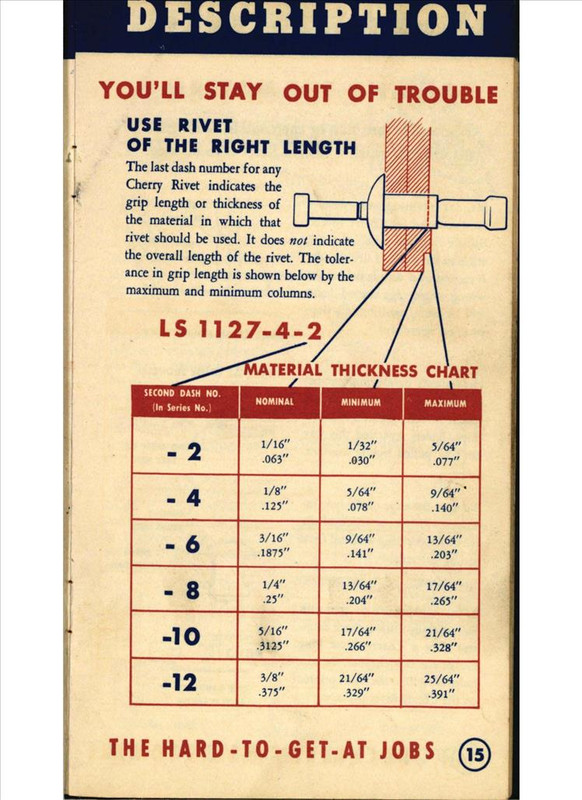 DESCRIPTION
YOU'LL STAY OUT OF TROUBLE
USE RIVET
OF THE RIGHT LENGTH
The last dash number for any
Cherry Rivet indicates the
grip length or thickness of
the material in which that
rivet should be used. It does not indicate
the overall length of the rivet. The toler-
ance in grip length is shown below by the
maximum and minimum columns.
LS 1127-4-2
MATERIAL THICKNESS CHART
SECOND DASH NO. NOMINAL MINIMUM MAXIMUM
(In Series No.)
- 2 1/16" 1/32" 5/64"
.063" .030" .077"
- 4 1/8" 5/64" 9/64"
.125" .078" .140"
- 6 3/16" 9/64" 13/64"
.1875" .141" .203"
- 8 1/4" 13/64" 17/64"
.25" .204" .265"
-10 5/16" 17/64" 21/64"
.3125" .266" .328"
-12 3/8" 21/64" 25/64"
.375" .329" .391"
THE HARD-TO-GET-AT JOBS 15